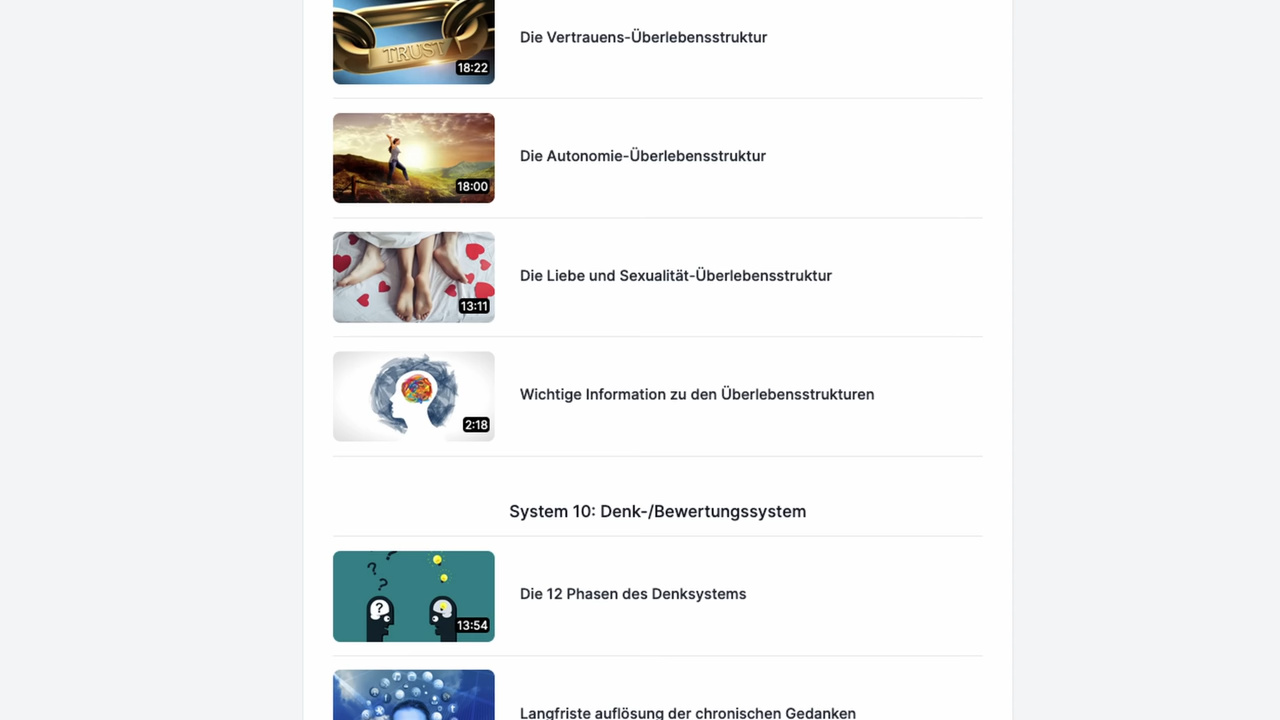 TRUST
18:22
Die Vertrauens-Überlebensstruktur
18:00
Die Autonomie-Überlebensstruktur
13:11
Die Liebe und Sexualität-Überlebensstruktur
2:18
Wichtige Information zu den Überlebensstrukturen
System 10: Denk-/Bewertungssystem
? ? ?
?
13:54
Die 12 Phasen des Denksystems
Langfriste auflösung der chronischen Gedanken